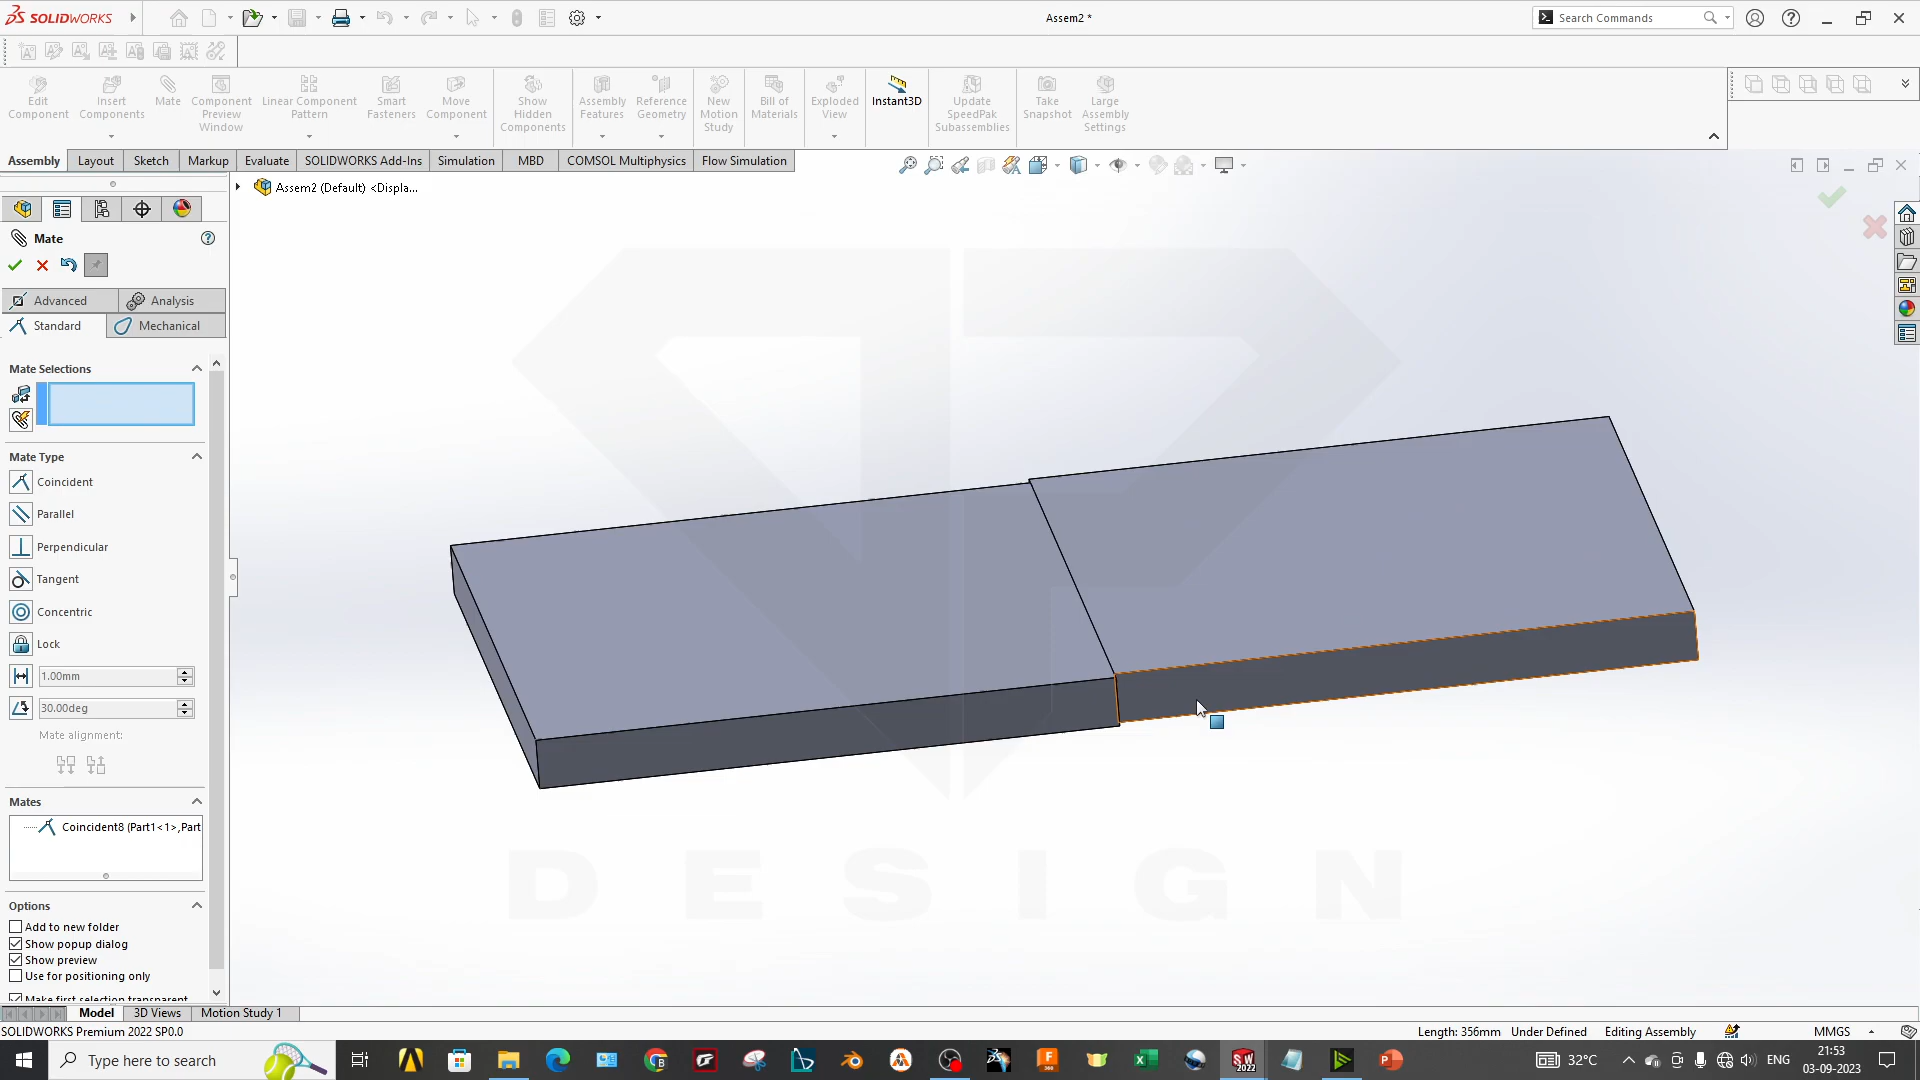 SOLIDWORKS
Assem2 *
Search Commands
Edit Component
Insert Components
Mate
Component Preview Window
Linear Component Pattern
Smart Fasteners
Move Component
Show Hidden Components
Assembly Features
Reference Geometry
New Motion Study
Bill of Materials
Exploded View
Instant3D
Update SpeedPak Subassemblies
Take Snapshot
Large Assembly Settings
Assembly Layout Sketch Markup Evaluate SOLIDWORKS Add-Ins Simulation MBD COMSOL Multiphysics Flow Simulation
Assem2 (Default) <Displa...
Mate
Advanced Analysis
Standard Mechanical
Mate Selections
Mate Type
Coincident
Parallel
Perpendicular
Tangent
Concentric
Lock
1.00mm
30.00deg
Mate alignment:
Mates
Coincident8 (Part1<1>,Part
Options
Add to new folder
Show popup dialog
Show preview
Use for positioning only
Make first selection transparent
DESIGN
Model 3D Views Motion Study 1
SOLIDWORKS Premium 2022 SP0.0
Length: 356mm Under Defined Editing Assembly MMGS
Type here to search
32°C
ENG
21:53
03-09-2023